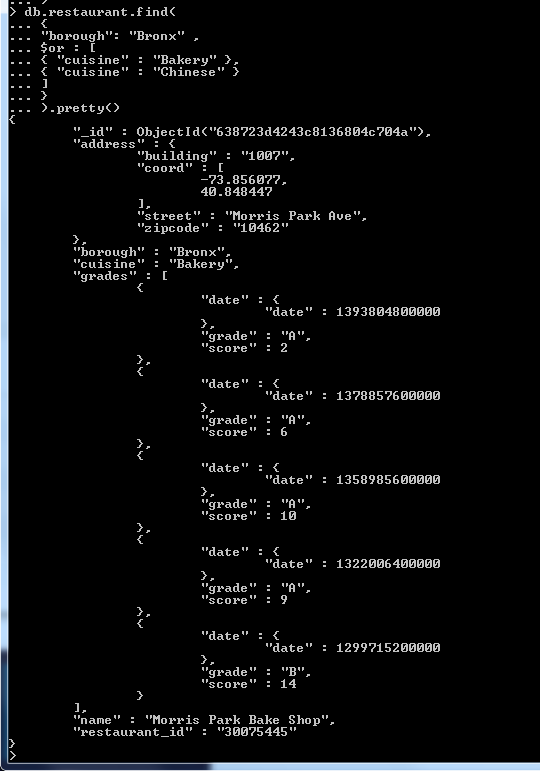 > db.restaurant.find(
... {
... "borough": "Bronx" ,
... $or : [
... { "cuisine" : "Bakery" },
... { "cuisine" : "Chinese" }
... ]
... }
... ).pretty()
{
        "_id" : ObjectId("638723d4243c8136804c704a"),
        "address" : {
                "building" : "1007",
                "coord" : [
                        -73.856077,
                        40.848447
                ],
                "street" : "Morris Park Ave",
                "zipcode" : "10462"
        },
        "borough" : "Bronx",
        "cuisine" : "Bakery",
        "grades" : [
                {
                        "date" : {
                                "date" : 1393804800000
                        },
                        "grade" : "A",
                        "score" : 2
                },
                {
                        "date" : {
                                "date" : 1378857600000
                        },
                        "grade" : "A",
                        "score" : 6
                },
                {
                        "date" : {
                                "date" : 1358985600000
                        },
                        "grade" : "A",
                        "score" : 10
                },
                {
                        "date" : {
                                "date" : 1322006400000
                        },
                        "grade" : "A",
                        "score" : 9
                },
                {
                        "date" : {
                                "date" : 1299715200000
                        },
                        "grade" : "B",
                        "score" : 14
                }
        ],
        "name" : "Morris Park Bake Shop",
        "restaurant_id" : "30075445"
}
>